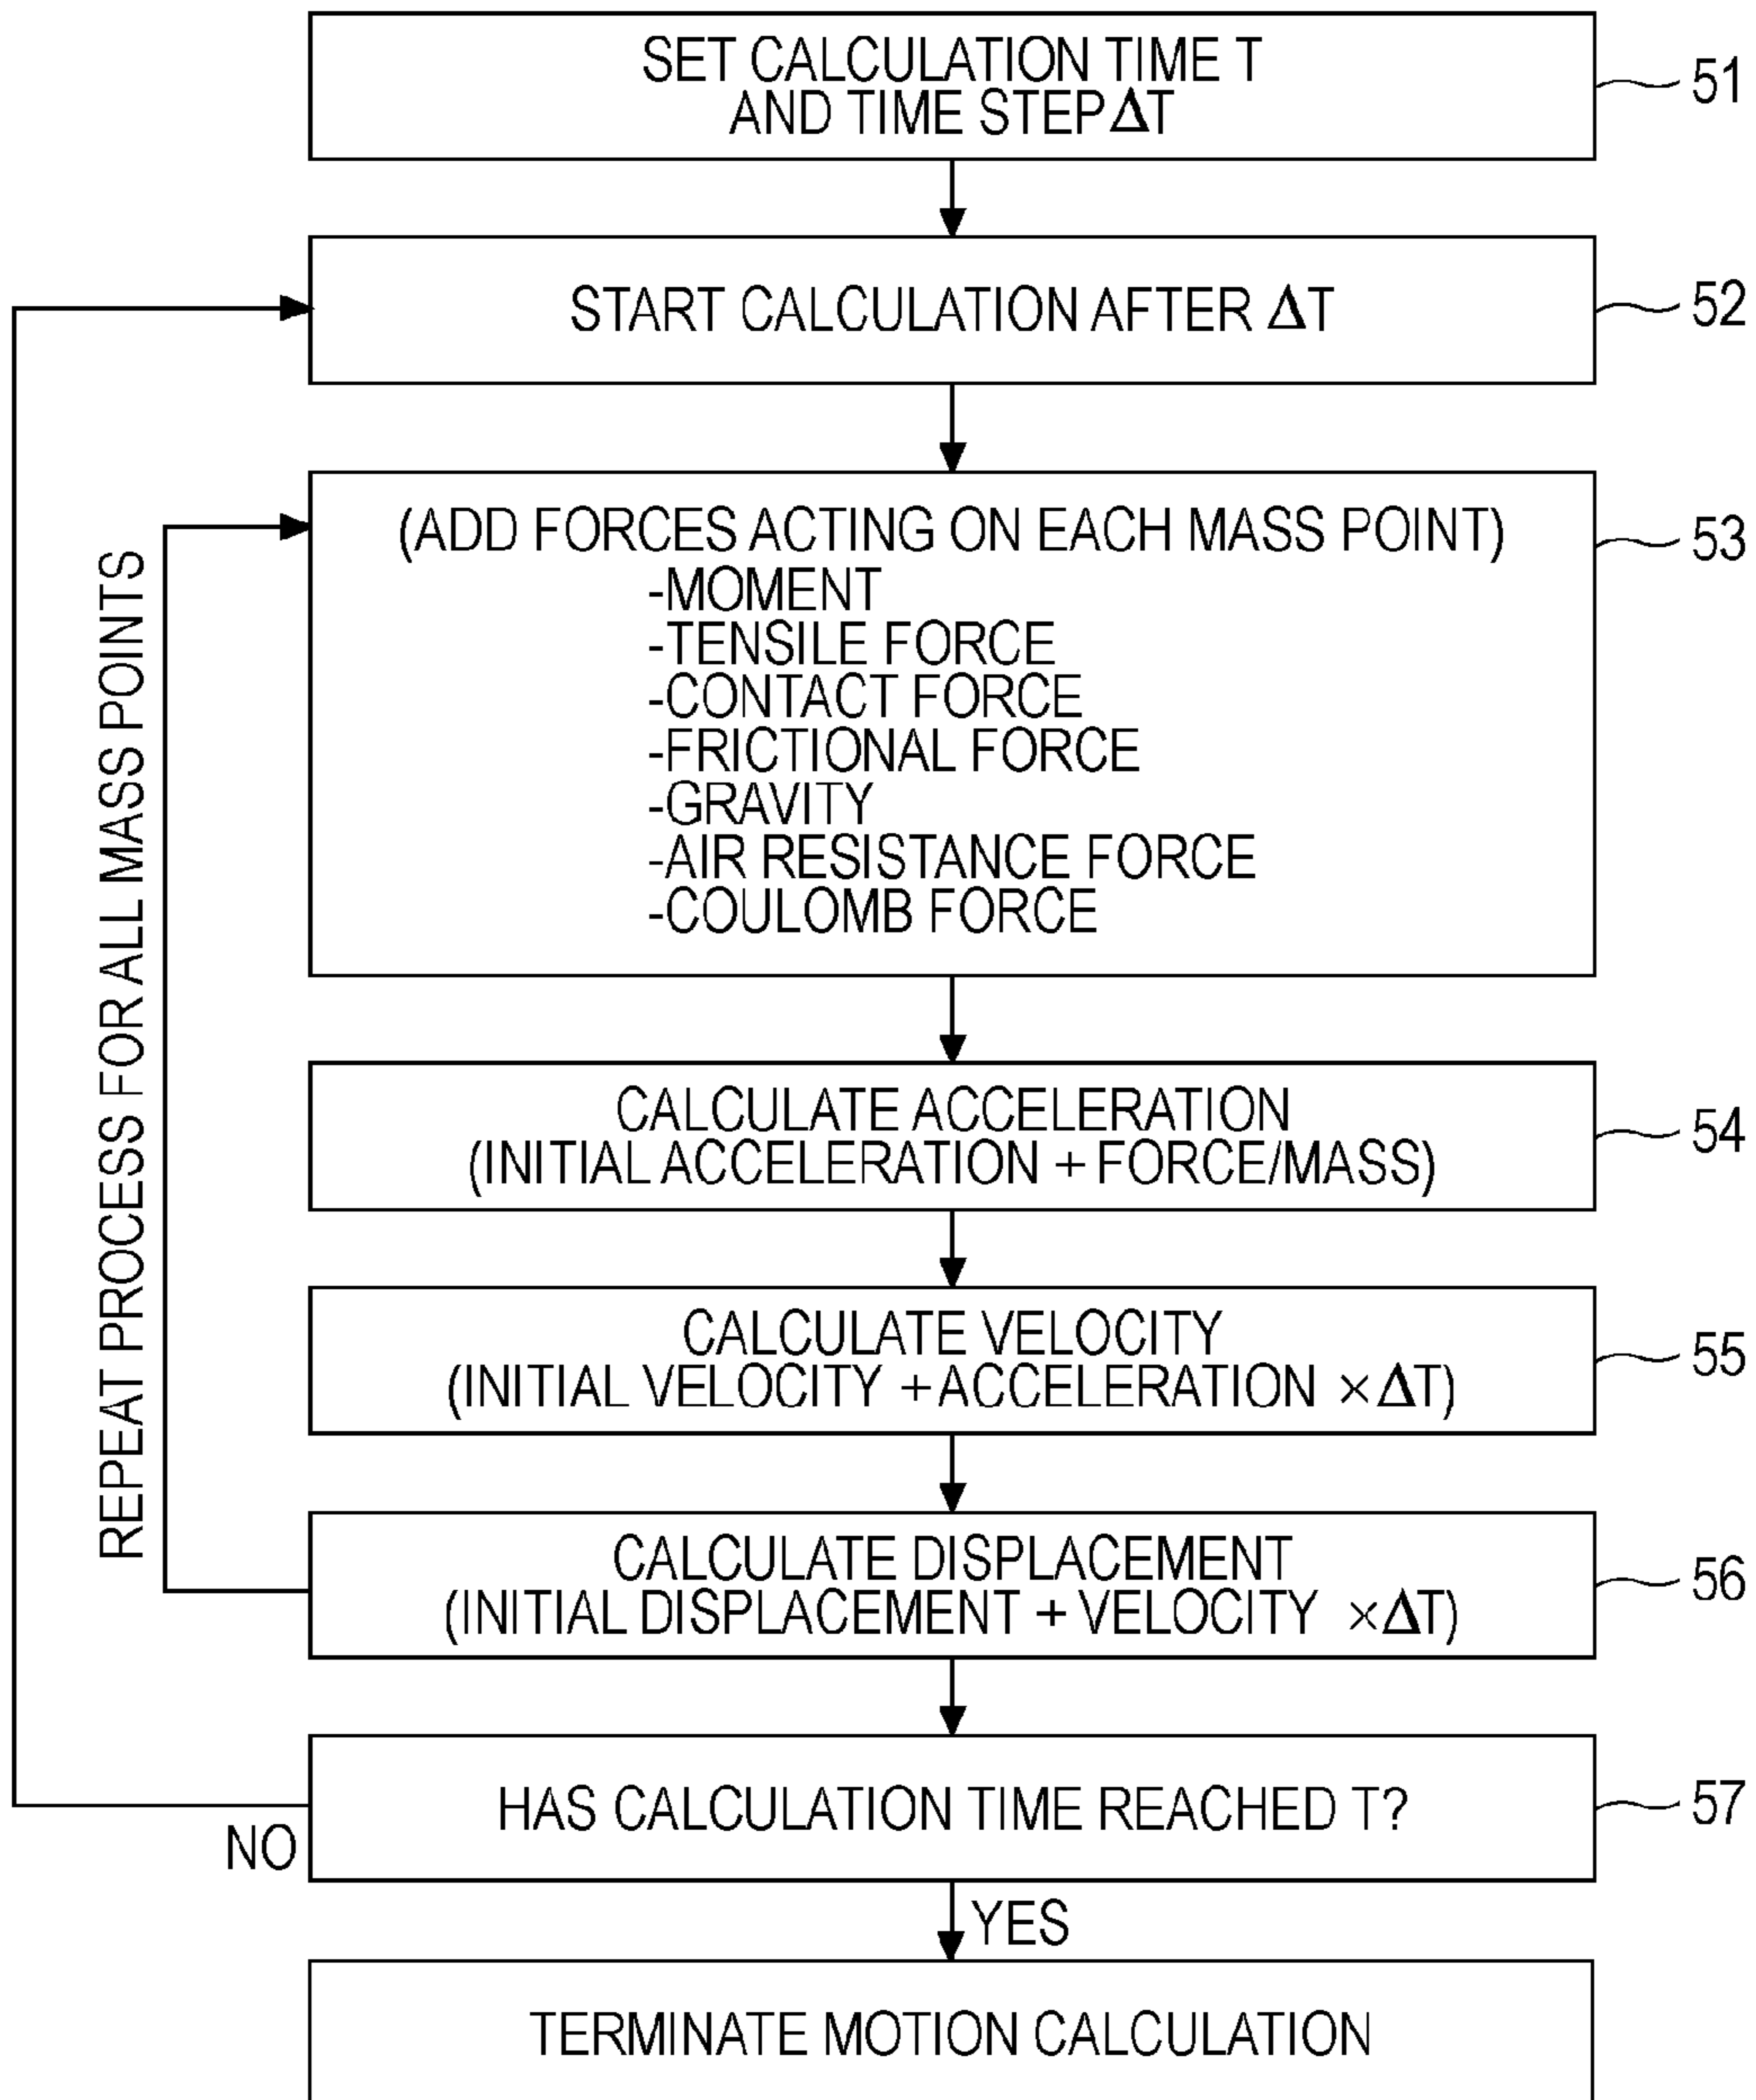 SET CALCULATION TIME T
AND TIME STEP ΔT
51
START CALCULATION AFTER ΔT
52
(ADD FORCES ACTING ON EACH MASS POINT)
53
-MOMENT
-TENSILE FORCE
-CONTACT FORCE
-FRICTIONAL FORCE
-GRAVITY
-AIR RESISTANCE FORCE
-COULOMB FORCE
REPEAT PROCESS FOR ALL MASS POINTS
CALCULATE ACCELERATION
(INITIAL ACCELERATION + FORCE/MASS)
54
CALCULATE VELOCITY
(INITIAL VELOCITY +ACCELERATION ×ΔT)
55
CALCULATE DISPLACEMENT
(INITIAL DISPLACEMENT + VELOCITY ×ΔT)
56
HAS CALCULATION TIME REACHED T?
57
NO
YES
TERMINATE MOTION CALCULATION